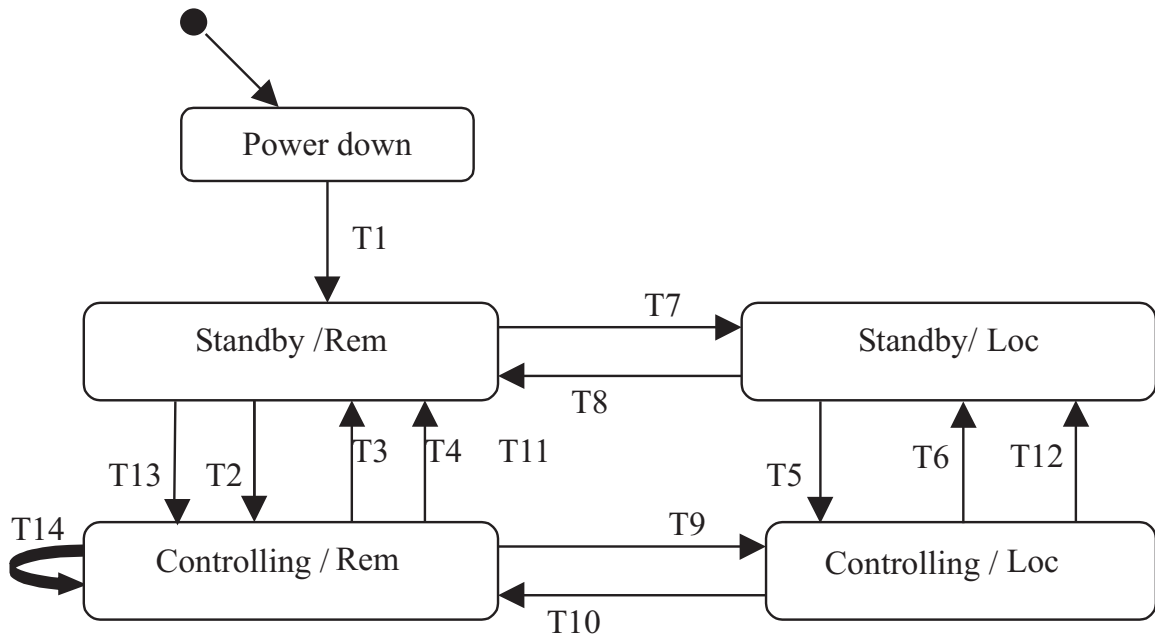 Power down
T1
Standby /Rem
T7
Standby/ Loc
T8
T13
T2
T3
T4
T11
T5
T6
T12
T14
Controlling / Rem
T9
Controlling / Loc
T10